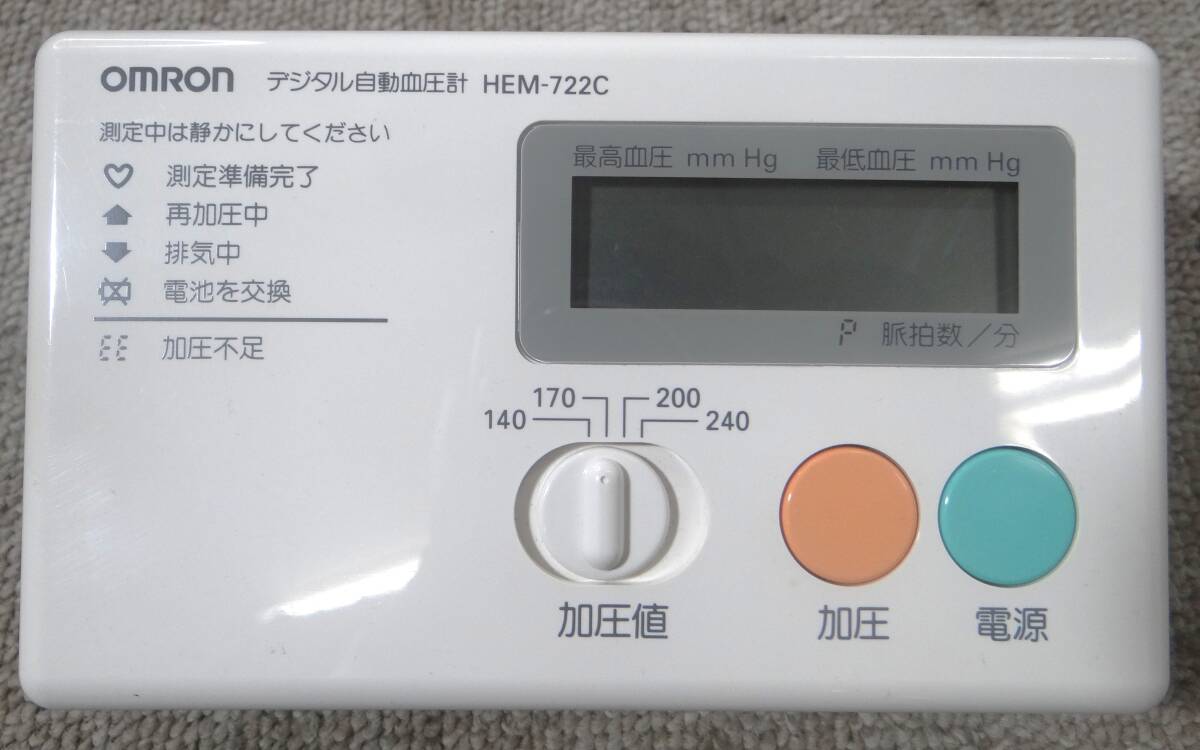 OMRON デジタル自動血圧計 HEM-722C
測定中は静かにしてください
測定準備完了
再加圧中
排気中
電池を交換
EE 加圧不足
最高血圧 mm Hg 最低血圧 mm Hg
P 脈拍数/分
170 200
140 240
加圧値
加圧
電源